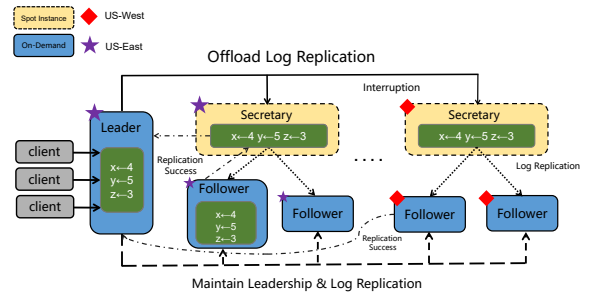 Spot Instance
US-West
On-Demand
US-East
Offload Log Replication
Interruption
Leader
Secretary
Secretary
x←4 y←5 z←3
x←4 y←5 z←3
client
client
client
x←4
y←5
z←3
Replication
Success
. . . .
Log Replication
Follower
x←4
y←5
z←3
Follower
Follower
Follower
Replication
Success
Maintain Leadership & Log Replication